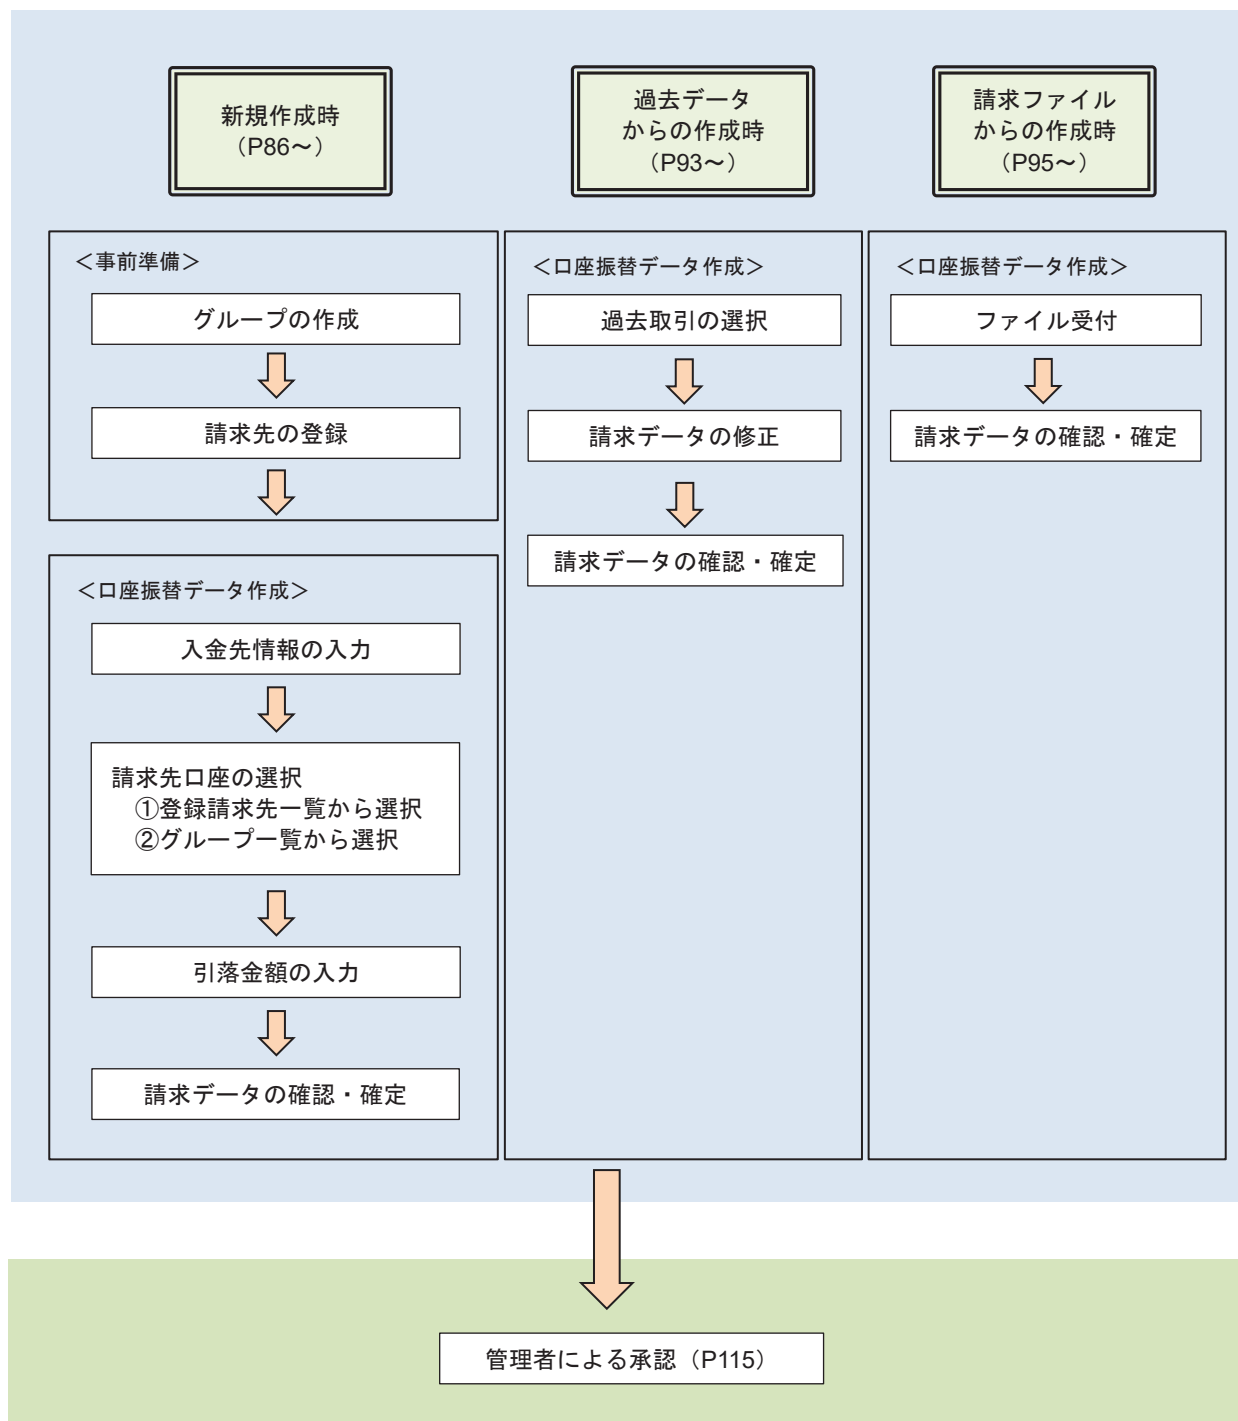 新規作成時
（P86～）
過去データ
からの作成時
（P93～）
請求ファイル
からの作成時
（P95～）
＜事前準備＞
グループの作成
請求先の登録
＜口座振替データ作成＞
入金先情報の入力
請求先口座の選択
①登録請求先一覧から選択
②グループ一覧から選択
引落金額の入力
請求データの確認・確定
＜口座振替データ作成＞
過去取引の選択
請求データの修正
請求データの確認・確定
＜口座振替データ作成＞
ファイル受付
請求データの確認・確定
管理者による承認（P115）